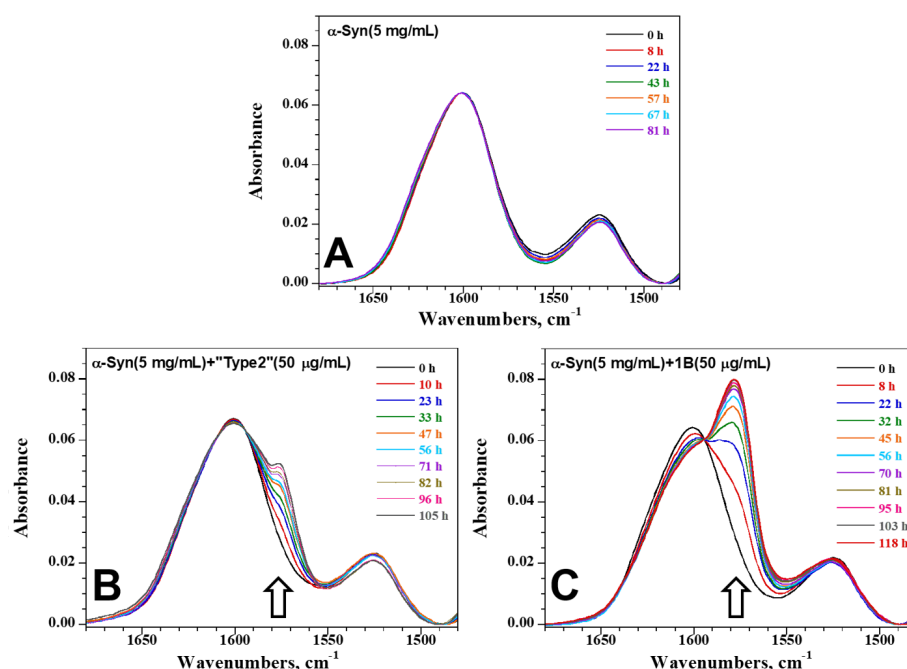 α-Syn(5 mg/mL)
0 h
8 h
22 h
43 h
57 h
67 h
81 h
0.08
0.06
0.04
0.02
0.00
Absorbance
A
1650
1600
1550
1500
Wavenumbers, cm⁻¹
α-Syn(5 mg/mL)+"Type2"(50 μg/mL)
0 h
10 h
23 h
33 h
47 h
56 h
71 h
82 h
96 h
105 h
0.08
0.06
0.04
0.02
0.00
Absorbance
B
1650
1600
1550
1500
Wavenumbers, cm⁻¹
α-Syn(5 mg/mL)+1B(50 μg/mL)
0 h
8 h
22 h
32 h
45 h
56 h
70 h
81 h
95 h
103 h
118 h
0.08
0.06
0.04
0.02
0.00
Absorbance
C
1650
1600
1550
1500
Wavenumbers, cm⁻¹